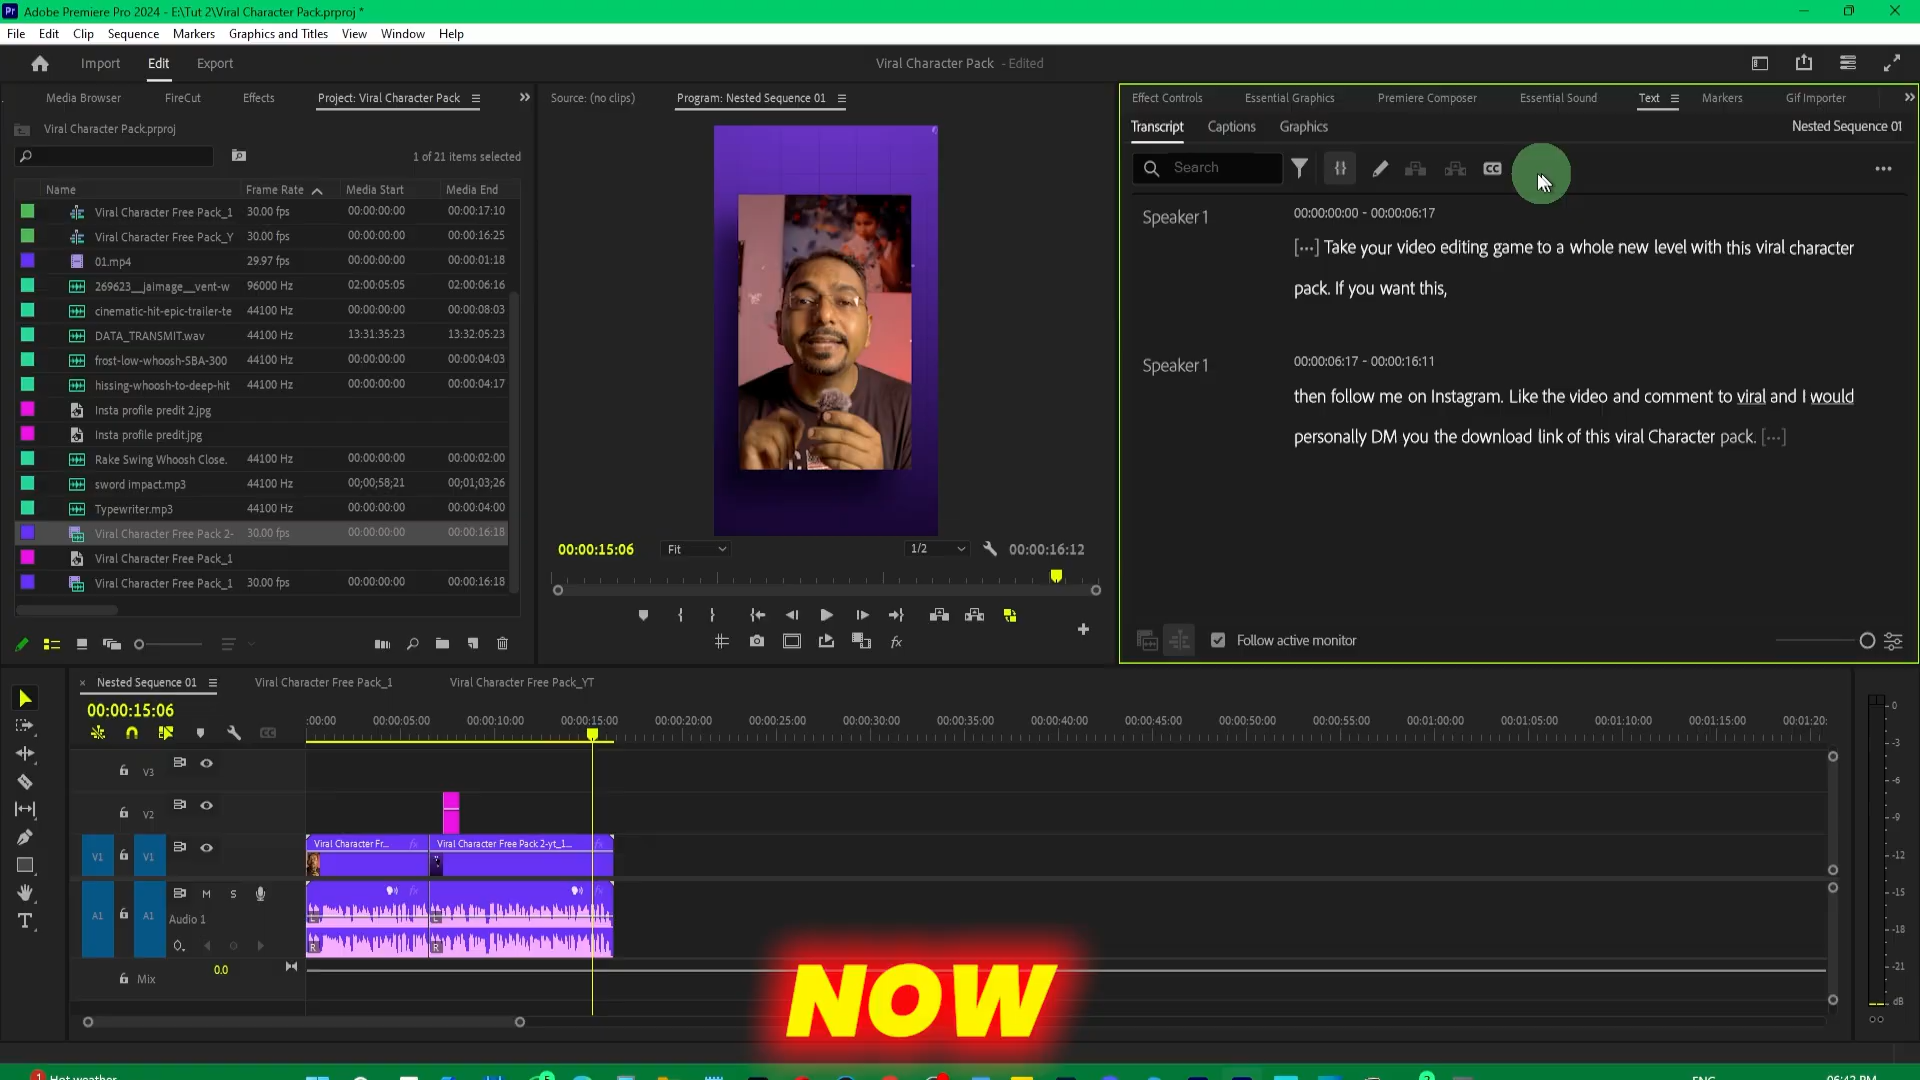 Pr Adobe Premiere Pro 2024 - E:\Tut 2\Viral Character Pack.prproj *
File Edit Clip Sequence Markers Graphics and Titles View Window Help
Import Edit Export
Viral Character Pack - Edited
Media Browser FireCut Effects Project: Viral Character Pack
Viral Character Pack.prproj
1 of 21 items selected
Name Frame Rate Media Start Media End
Viral Character Free Pack_1 30.00 fps 00:00:00:00 00:00:17:10
Viral Character Free Pack_Y 30.00 fps 00:00:00:00 00:00:16:25
01.mp4 29.97 fps 00:00:00:00 00:00:01:18
269623__jaimage__vent-w 96000 Hz 02:00:05:05 02:00:06:16
cinematic-hit-epic-trailer-te 44100 Hz 00:00:00:00 00:00:08:03
DATA_TRANSMIT.wav 44100 Hz 13:31:35:23 13:32:05:23
frost-low-whoosh-SBA-300 44100 Hz 00:00:00:00 00:00:04:03
hissing-whoosh-to-deep-hit 44100 Hz 00:00:00:00 00:00:04:17
Insta profile predit 2.jpg
Insta profile predit.jpg
Rake Swing Whoosh Close. 44100 Hz 00:00:00:00 00:00:02:00
sword impact.mp3 44100 Hz 00;00;58;21 00;01;03;26
Typewriter.mp3 44100 Hz 00:00:00:00 00:00:04:00
Viral Character Free Pack 2- 30.00 fps 00:00:00:00 00:00:16:18
Viral Character Free Pack_1
Viral Character Free Pack_1 30.00 fps 00:00:00:00 00:00:16:18
Source: (no clips) Program: Nested Sequence 01
00:00:15:06 Fit 1/2 00:00:16:12
Effect Controls Essential Graphics Premiere Composer Essential Sound Text Markers Gif Importer
Transcript Captions Graphics Nested Sequence 01
Search CC
Speaker 1 00:00:00:00 - 00:00:06:17
[...] Take your video editing game to a whole new level with this viral character
pack. If you want this,
Speaker 1 00:00:06:17 - 00:00:16:11
then follow me on Instagram. Like the video and comment to viral and I would
personally DM you the download link of this viral Character pack. [...]
Follow active monitor
Nested Sequence 01 Viral Character Free Pack_1 Viral Character Free Pack_YT
00:00:15:06
:00:00 00:00:05:00 00:00:10:00 00:00:15:00 00:00:20:00 00:00:25:00 00:00:30:00 00:00:35:00 00:00:40:00 00:00:45:00 00:00:50:00 00:00:55:00 00:01:00:00 00:01:05:00 00:01:10:00 00:01:15:00 00:01:20:
V3
V2
V1 V1 Viral Character Fr... fx Viral Character Free Pack 2-yt_1... fx
A1 A1 M S
Audio 1
L L
R R
Mix 0.0
0
-3
-6
-9
-12
-15
-18
-21
dB
NOW
1 Hot weather
ENG 06:42 PM